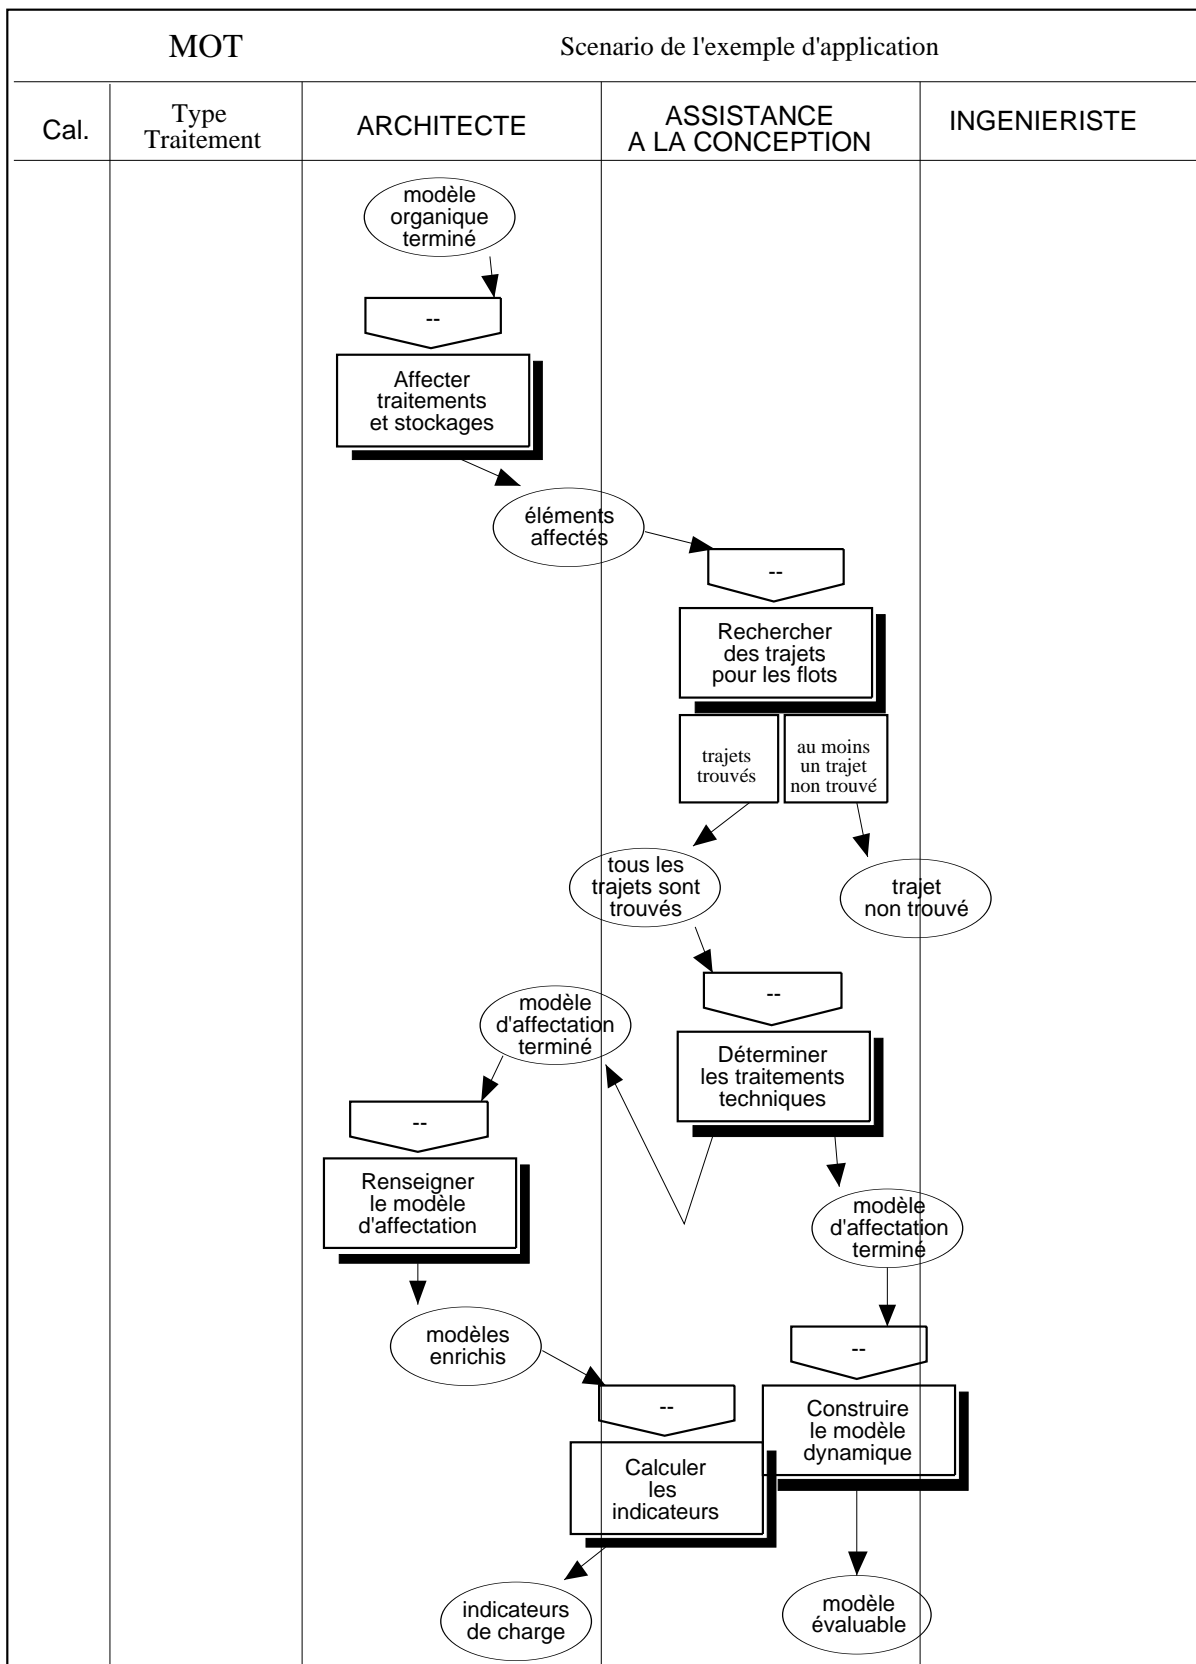 MOT
Scenario de l'exemple d'application
Cal.
Type
Traitement
ARCHITECTE
ASSISTANCE
A LA CONCEPTION
INGENIERISTE
modèle
organique
terminé
--
Affecter
traitements
et stockages
éléments
affectés
--
Rechercher
des trajets
pour les flots
trajets
trouvés
au moins
un trajet
non trouvé
tous les
trajets sont
trouvés
trajet
non trouvé
--
modèle
d'affectation
terminé
Déterminer
les traitements
techniques
--
Renseigner
le modèle
d'affectation
modèle
d'affectation
terminé
modèles
enrichis
--
--
Construire
le modèle
dynamique
Calculer
les
indicateurs
indicateurs
de charge
modèle
évaluable